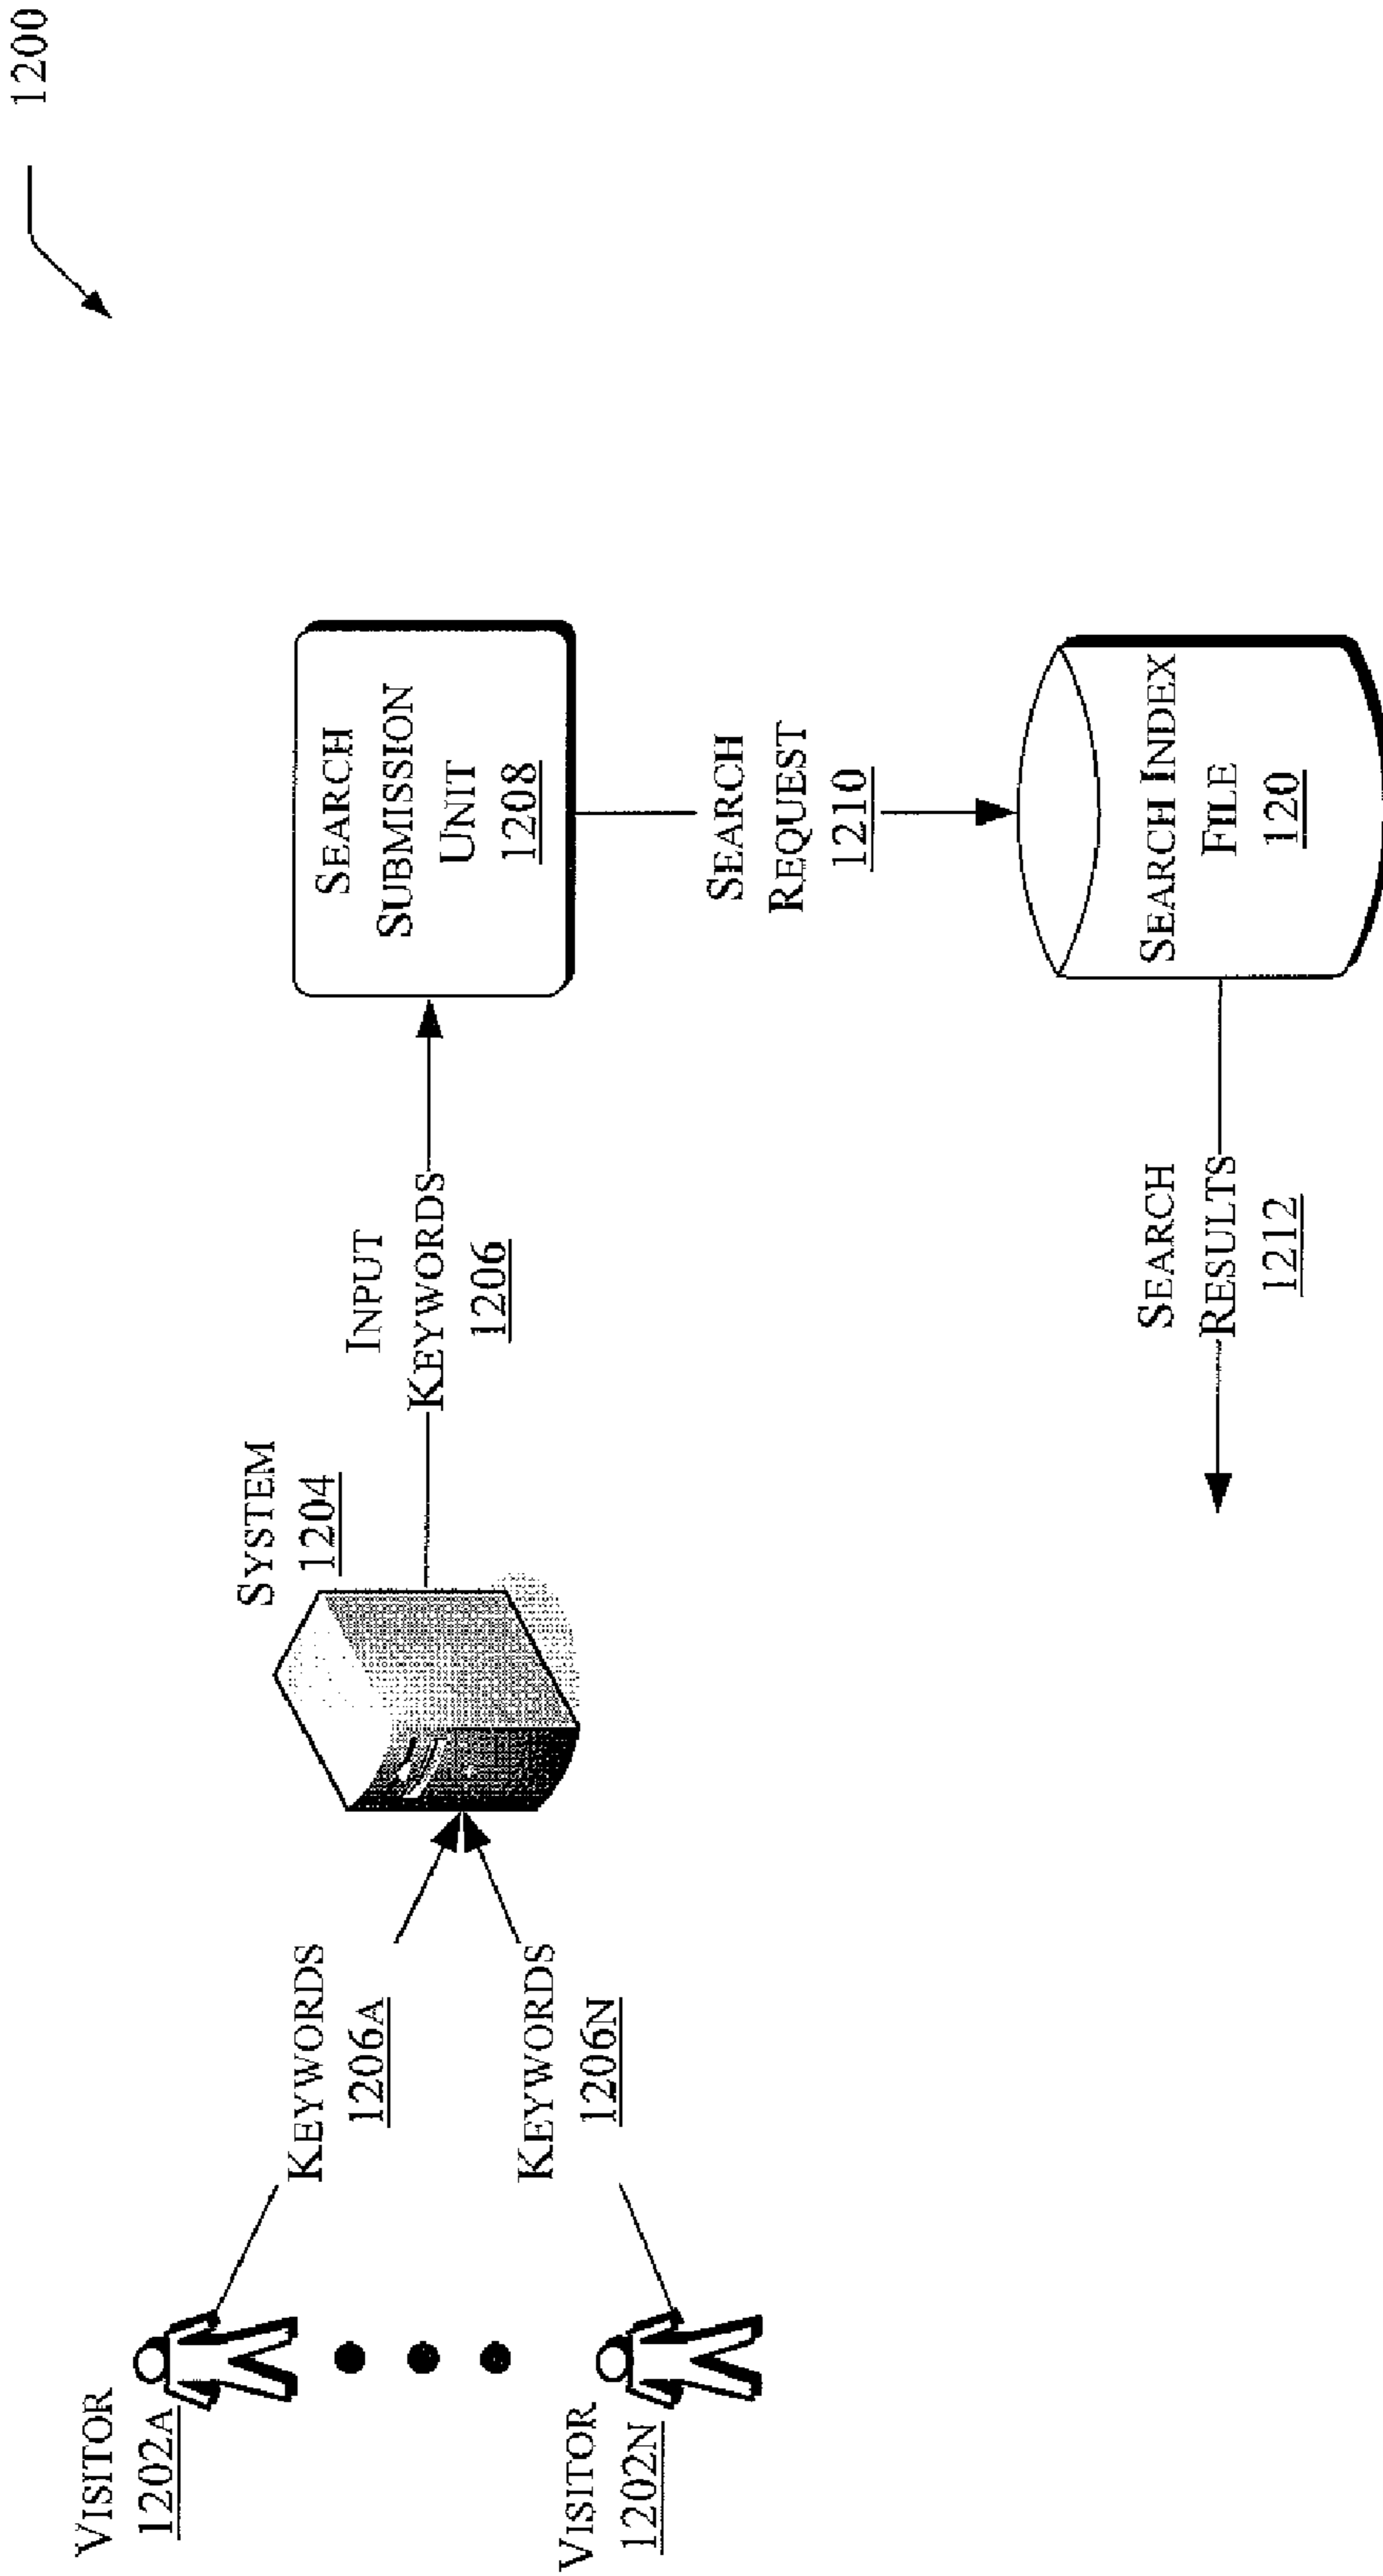 1200
VISITOR
1202A
KEYWORDS
1206A
SYSTEM
1204
INPUT
KEYWORDS
1206
SEARCH
SUBMISSION
UNIT
1208
VISITOR
1202N
KEYWORDS
1206N
SEARCH
REQUEST
1210
SEARCH INDEX
FILE
120
SEARCH
RESULTS
1212